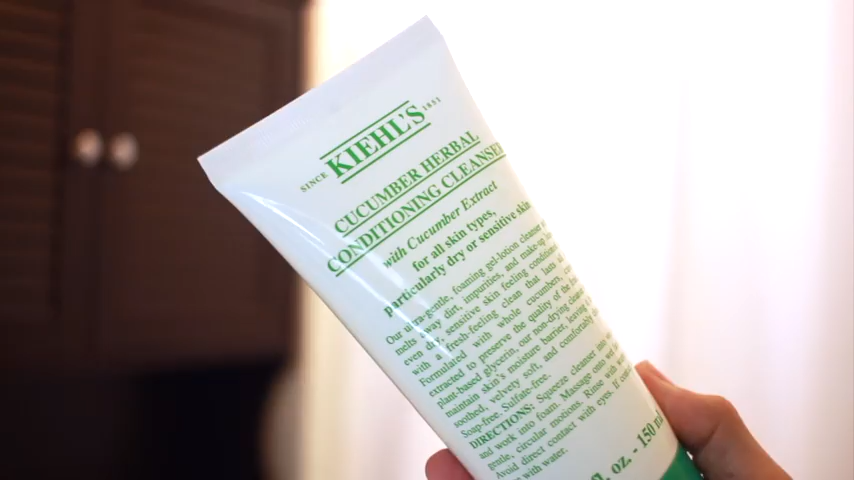 SINCE KIEHL'S 1851
CUCUMBER HERBAL
CONDITIONING CLEANSER
with Cucumber Extract
for all skin types,
particularly dry or sensitive skin
Our ultra-gentle, foaming gel-lotion cleanser
melts away dirt, impurities, and make-up
even dry, sensitive skin feeling
with a fresh-feeling clean that lasts
Formulated with whole cucumbers,
extracted to preserve the quality of the
plant-based glycerin, our non-drying
maintain skin's moisture barrier, leaving
soothed, velvety soft, and comfortable
Soap-free. Sulfate-free.
DIRECTIONS: Squeeze cleanser into
and work into foam. Massage onto
gentle, circular motions. Rinse with
Avoid direct contact with eyes. If
with water.
fl. oz. - 150 ml